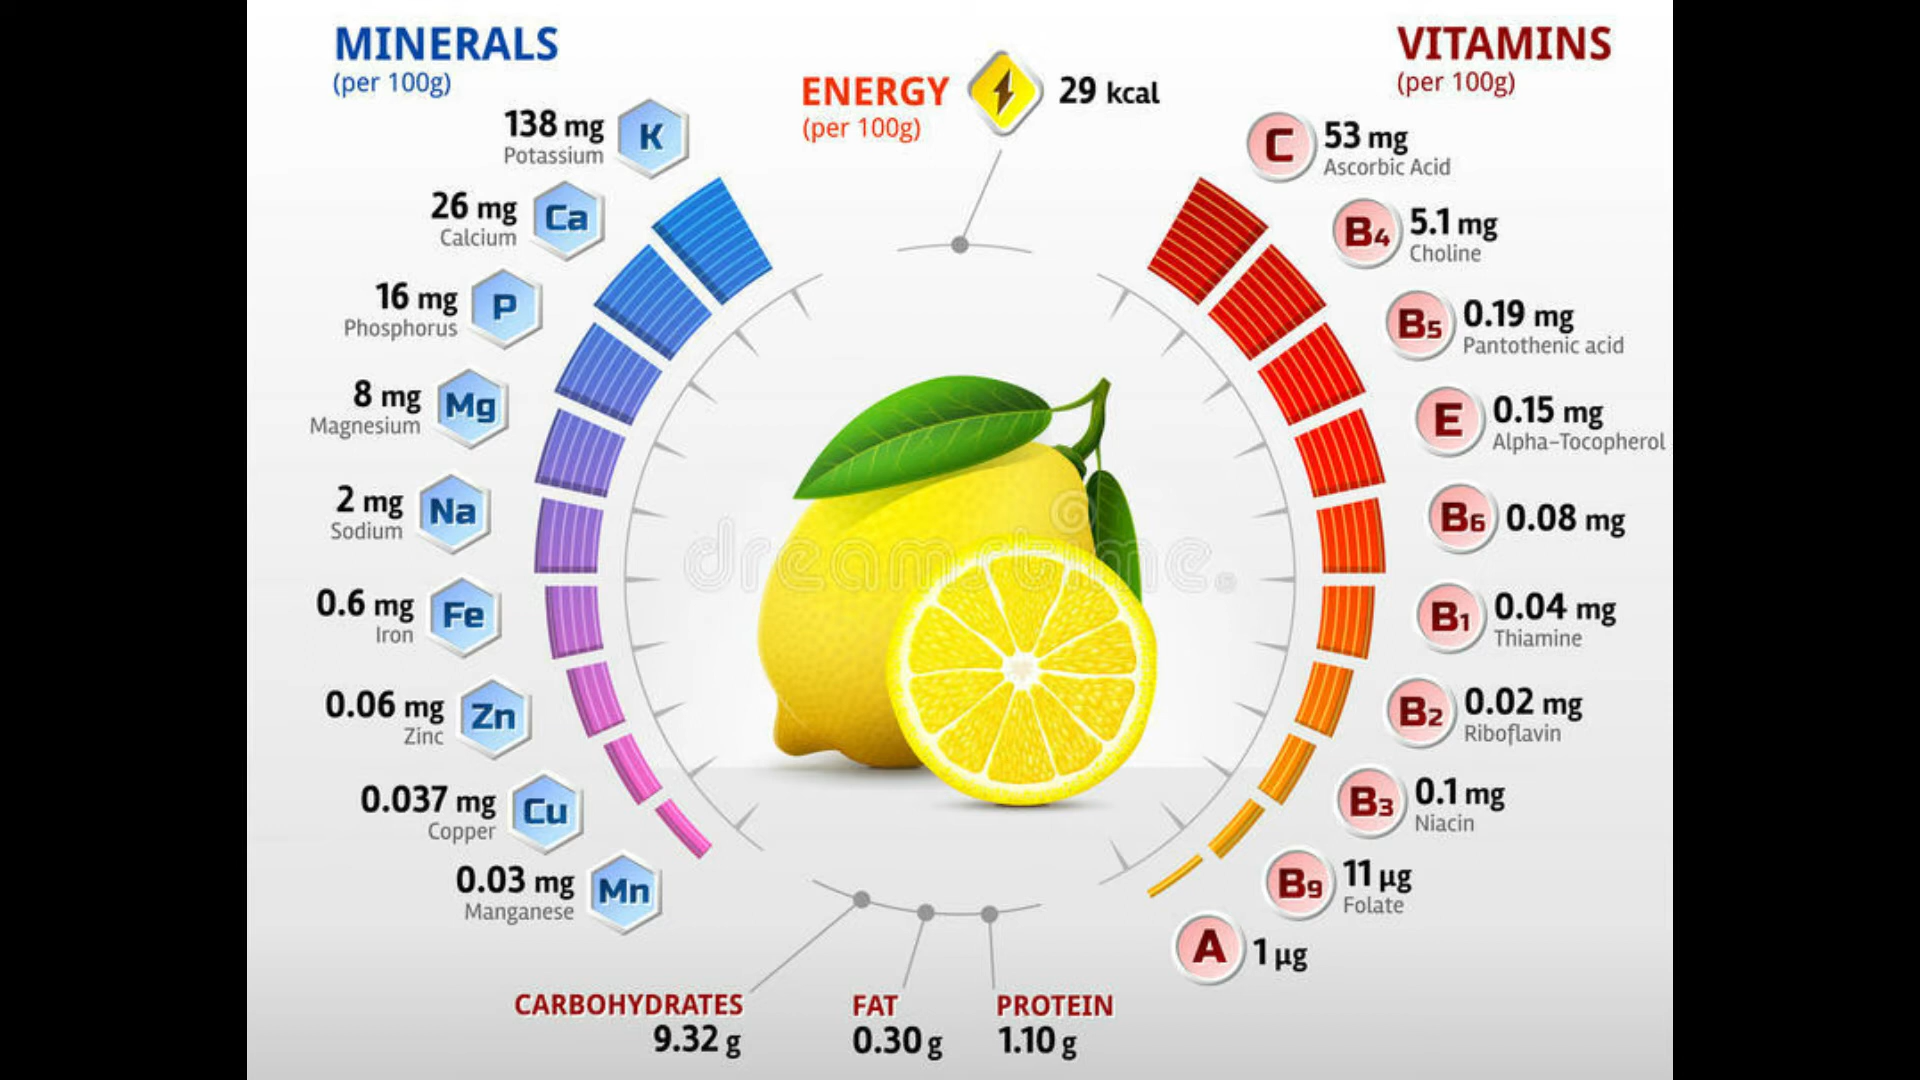 MINERALS
(per 100g)
138 mg
Potassium
K
26 mg
Calcium
Ca
16 mg
Phosphorus
P
8 mg
Magnesium
Mg
2 mg
Sodium
Na
0.6 mg
Iron
Fe
0.06 mg
Zinc
Zn
0.037 mg
Copper
Cu
0.03 mg
Manganese
Mn
ENERGY
(per 100g)
29 kcal
VITAMINS
(per 100g)
C
53 mg
Ascorbic Acid
B4
5.1 mg
Choline
B5
0.19 mg
Pantothenic acid
E
0.15 mg
Alpha-Tocopherol
B6
0.08 mg
B1
0.04 mg
Thiamine
B2
0.02 mg
Riboflavin
B3
0.1 mg
Niacin
B9
11 µg
Folate
A
1 µg
dreamstime.
CARBOHYDRATES
9.32 g
FAT
0.30 g
PROTEIN
1.10 g